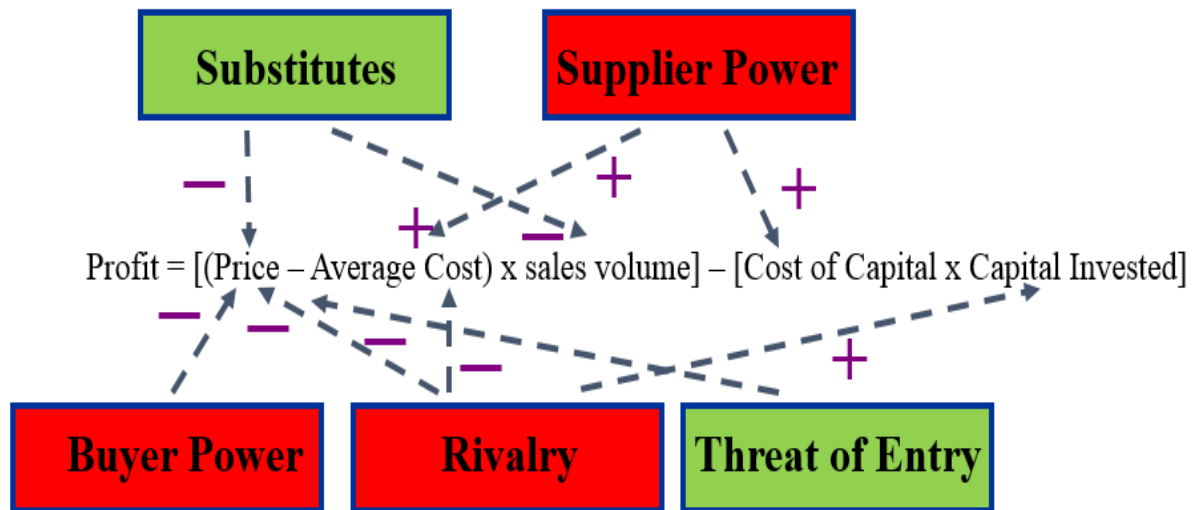 Substitutes
Supplier Power
−
+
+
+
−
Profit = [(Price – Average Cost) x sales volume] – [Cost of Capital x Capital Invested]
−
−
−
−
+
Buyer Power
Rivalry
Threat of Entry